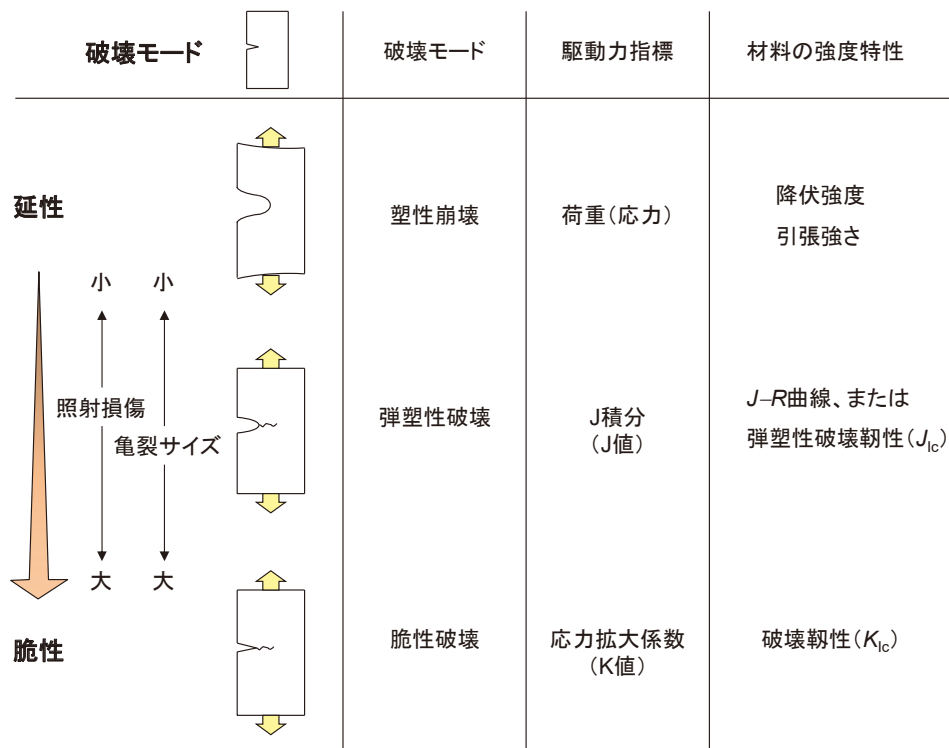 破壊モード
破壊モード
駆動力指標
材料の強度特性
延性
塑性崩壊
荷重(応力)
降伏強度
引張強さ
小
小
照射損傷
亀裂サイズ
弾塑性破壊
J積分
(J値)
J–R曲線、または
弾塑性破壊靭性(JIc)
大
大
脆性
脆性破壊
応力拡大係数
(K値)
破壊靱性(KIc)